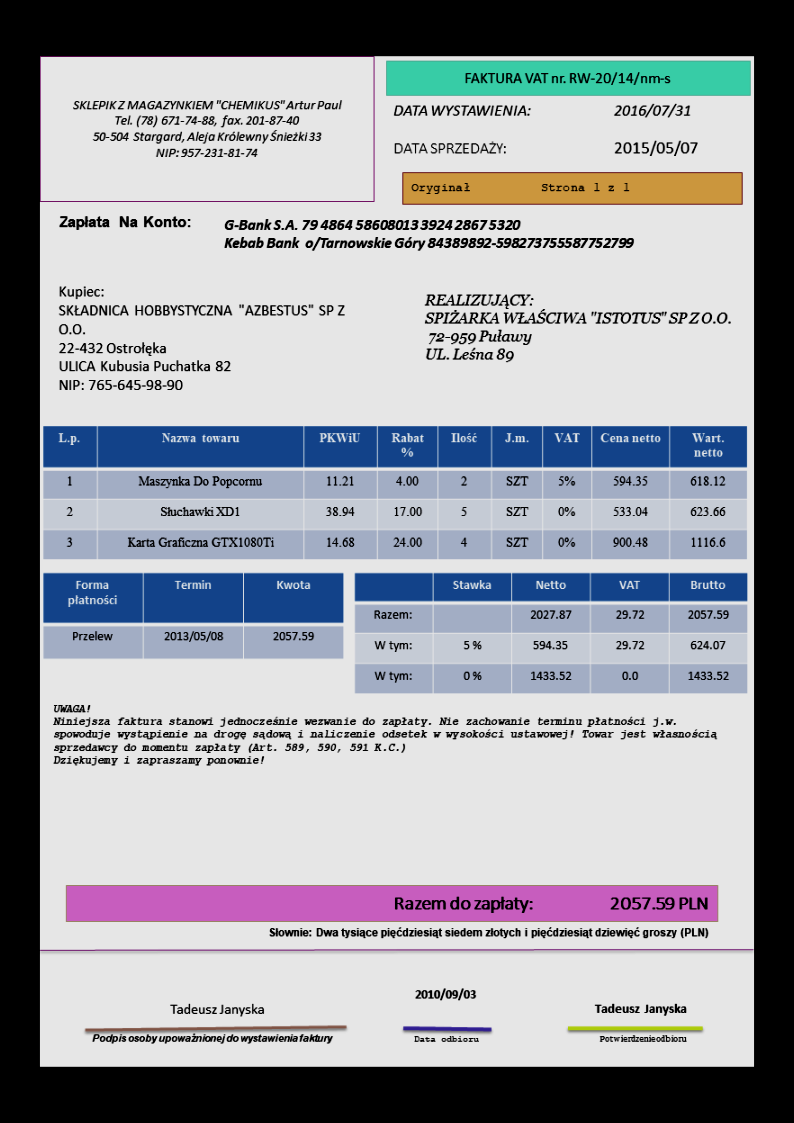 SKLEPIK Z MAGAZYNKIEM "CHEMIKUS" Artur Paul
Tel. (78) 671-74-88, fax. 201-87-40
50-504 Stargard, Aleja Królewny Śnieżki 33
NIP: 957-231-81-74
FAKTURA VAT nr. RW-20/14/nm-s
DATA WYSTAWIENIA: 2016/07/31
DATA SPRZEDAŻY: 2015/05/07
Oryginał Strona 1 z 1
Zapłata Na Konto: G-Bank S.A. 79 4864 58608013 3924 2867 5320
Kebab Bank o/Tarnowskie Góry 84389892-598273755587752799
Kupiec:
SKŁADNICA HOBBYSTYCZNA "AZBESTUS" SP Z
O.O.
22-432 Ostrołęka
ULICA Kubusia Puchatka 82
NIP: 765-645-98-90
REALIZUJĄCY:
SPIŻARKA WŁAŚCIWA "ISTOTUS" SP Z O.O.
72-959 Puławy
UL. Leśna 89
L.p. Nazwa towaru PKWiU Rabat % Ilość J.m. VAT Cena netto Wart. netto
1 Maszynka Do Popcornu 11.21 4.00 2 SZT 5% 594.35 618.12
2 Słuchawki XD1 38.94 17.00 5 SZT 0% 533.04 623.66
3 Karta Graficzna GTX1080Ti 14.68 24.00 4 SZT 0% 900.48 1116.6
Forma płatności Termin Kwota
Przelew 2013/05/08 2057.59
Stawka Netto VAT Brutto
Razem: 2027.87 29.72 2057.59
W tym: 5 % 594.35 29.72 624.07
W tym: 0 % 1433.52 0.0 1433.52
UWAGA!
Niniejsza faktura stanowi jednocześnie wezwanie do zapłaty. Nie zachowanie terminu płatności j.w.
spowoduje wystąpienie na drogę sądową i naliczenie odsetek w wysokości ustawowej! Towar jest własnością
sprzedawcy do momentu zapłaty (Art. 589, 590, 591 K.C.)
Dziękujemy i zapraszamy ponownie!
Razem do zapłaty: 2057.59 PLN
Słownie: Dwa tysiące pięćdziesiąt siedem złotych i pięćdziesiąt dziewięć groszy (PLN)
Tadeusz Janyska
Podpis osoby upoważnionej do wystawienia faktury
2010/09/03
Data odbioru
Tadeusz Janyska
Potwierdzenie odbioru